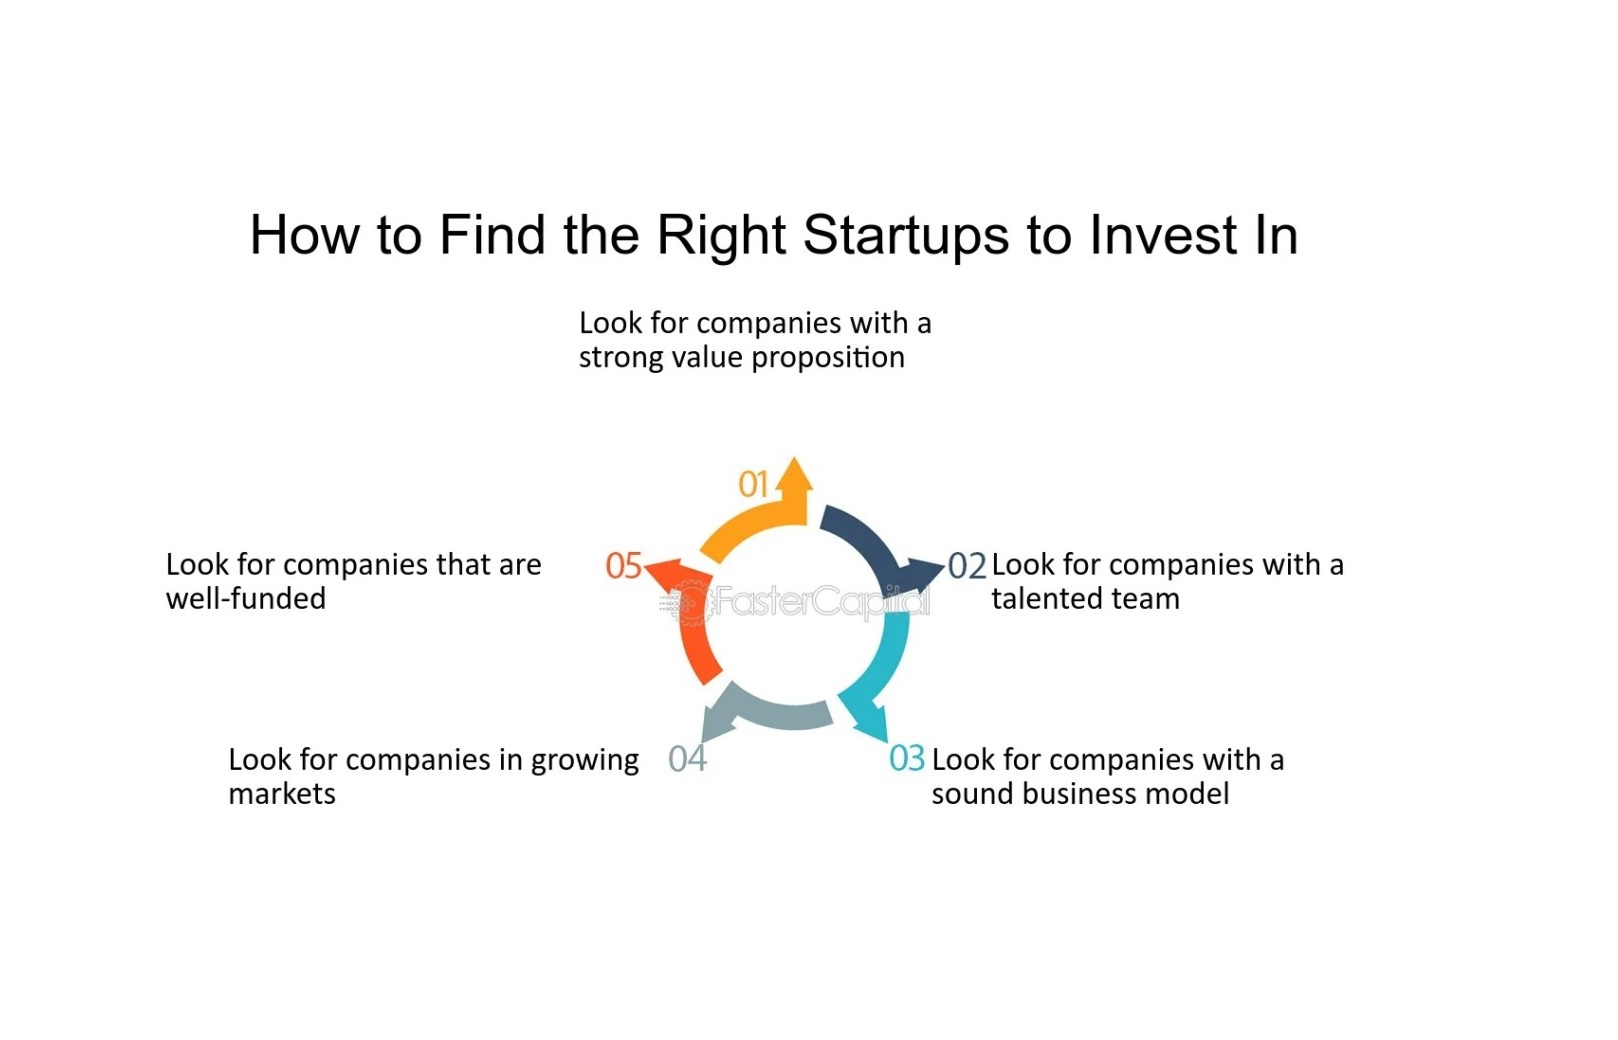 How to Find the Right Startups to Invest In
Look for companies with a
strong value proposition
01
02
Look for companies with a
talented team
03
Look for companies with a
sound business model
04
Look for companies in growing
markets
05
Look for companies that are
well-funded
FasterCapital